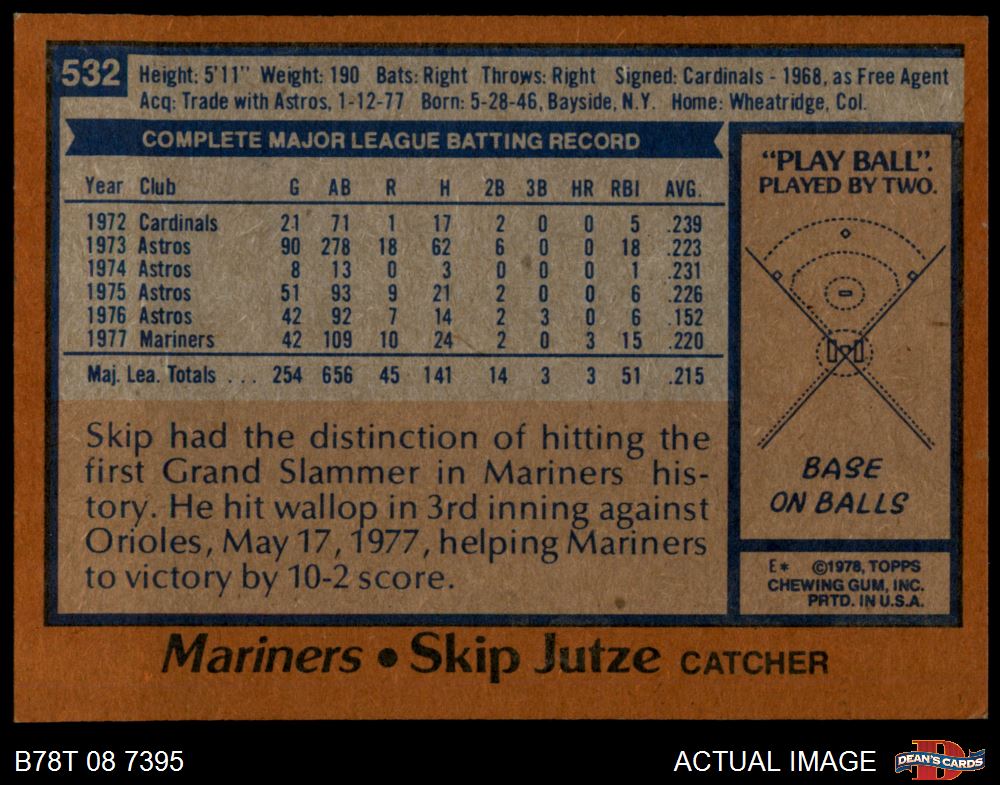 532
Height: 5'11" Weight: 190 Bats: Right Throws: Right Signed: Cardinals - 1968, as Free Agent
Acq: Trade with Astros, 1-12-77 Born: 5-28-46, Bayside, N.Y. Home: Wheatridge, Col.
COMPLETE MAJOR LEAGUE BATTING RECORD
Year Club G AB R H 2B 3B HR RBI AVG.
1972 Cardinals 21 71 1 17 2 0 0 5 .239
1973 Astros 90 278 18 62 6 0 0 18 .223
1974 Astros 8 13 0 3 0 0 0 1 .231
1975 Astros 51 93 9 21 2 0 0 6 .226
1976 Astros 42 92 7 14 2 3 0 6 .152
1977 Mariners 42 109 10 24 2 0 3 15 .220
Maj. Lea. Totals . . . 254 656 45 141 14 3 3 51 .215
Skip had the distinction of hitting the
first Grand Slammer in Mariners his-
tory. He hit wallop in 3rd inning against
Orioles, May 17, 1977, helping Mariners
to victory by 10-2 score.
"PLAY BALL".
PLAYED BY TWO.
BASE
ON BALLS
E* ©1978, TOPPS
CHEWING GUM, INC.
PRTD. IN U.S.A.
Mariners • Skip Jutze CATCHER
B78T 08 7395
ACTUAL IMAGE
D
DEAN'S CARDS